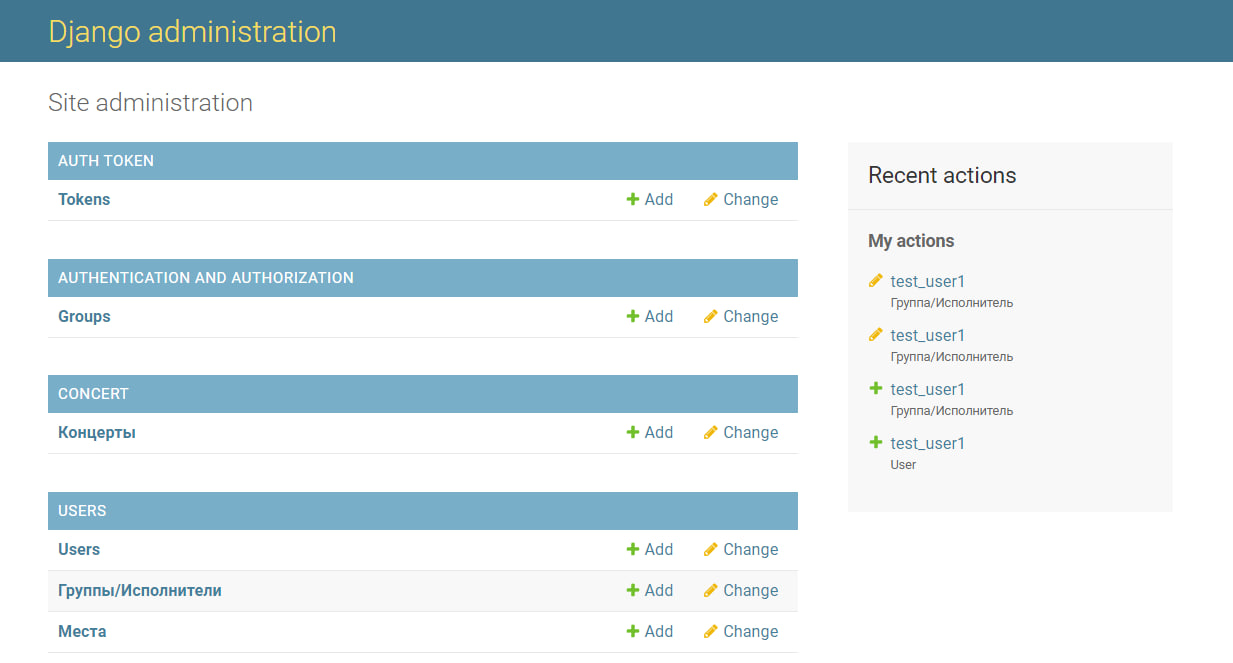 Django administration
Site administration
AUTH TOKEN
Tokens Add Change
AUTHENTICATION AND AUTHORIZATION
Groups Add Change
CONCERT
Концерты Add Change
USERS
Users Add Change
Группы/Исполнители Add Change
Места Add Change
Recent actions
My actions
test_user1
Группа/Исполнитель
test_user1
Группа/Исполнитель
test_user1
Группа/Исполнитель
test_user1
User